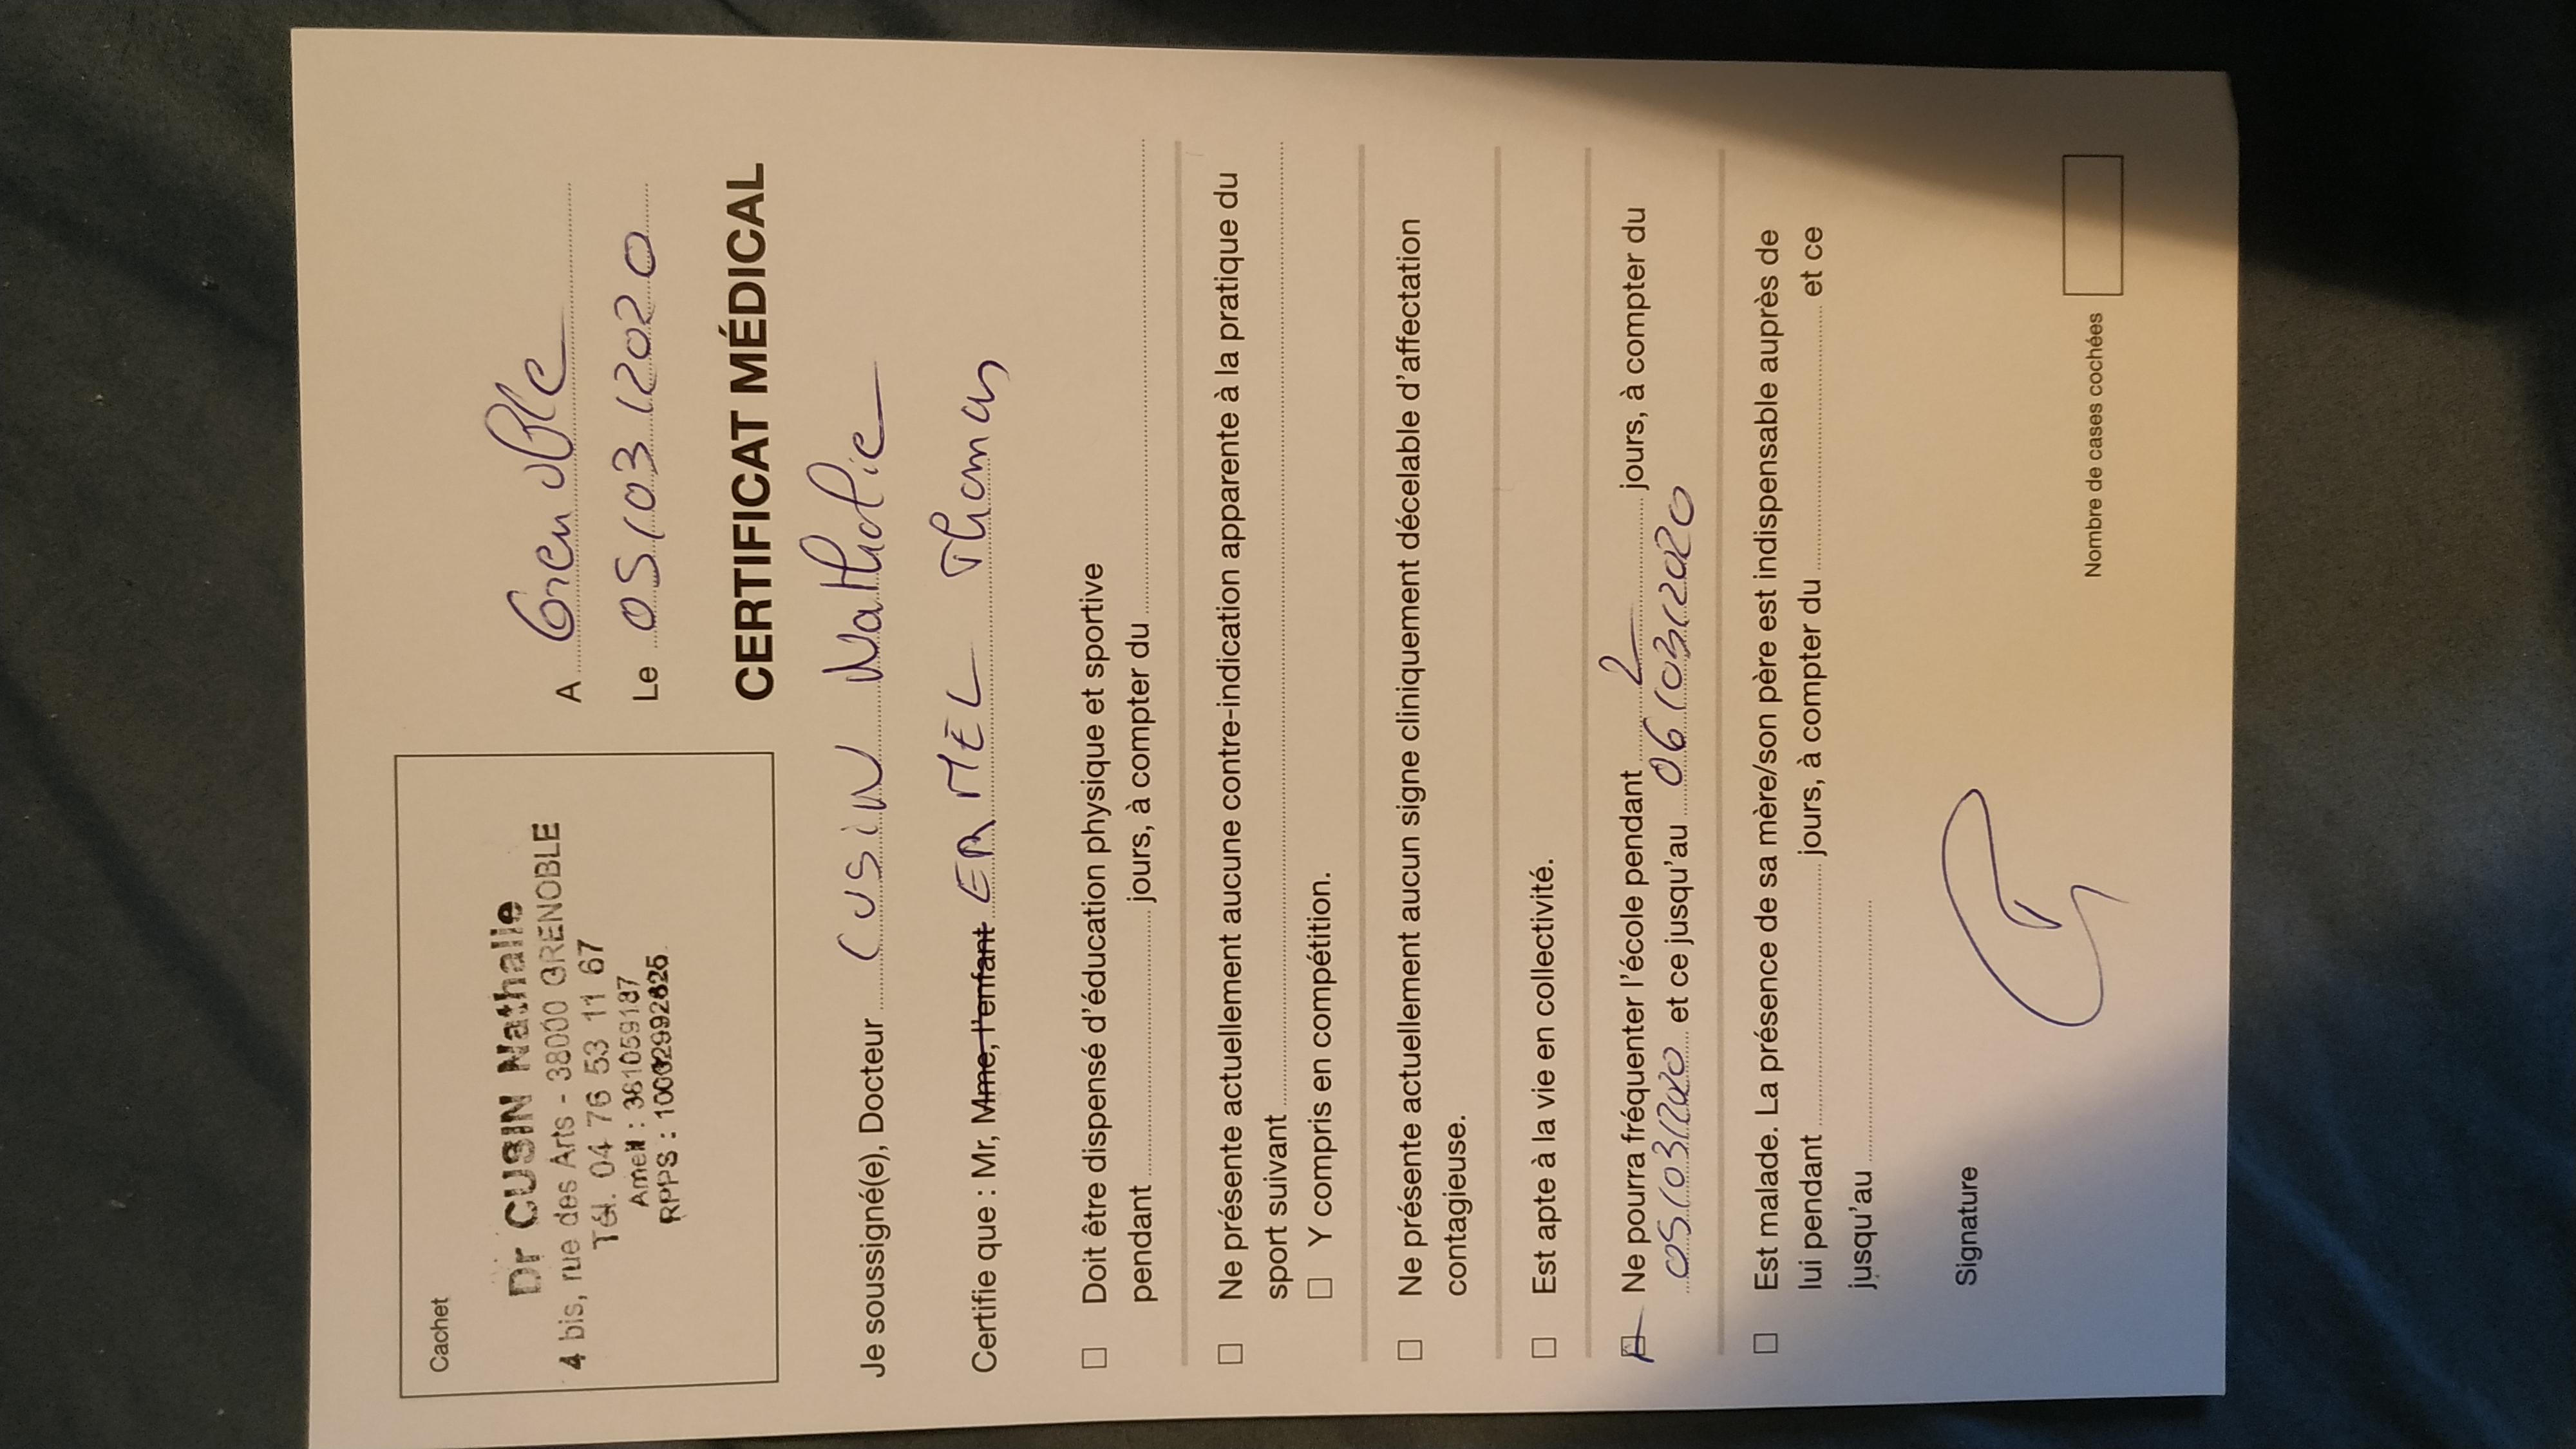 Cachet
Dr CUSIN Nathalie
4 bis, rue des Arts - 38000 GRENOBLE
Tél. 04 76 53 11 67
Ameli : 381059187
RPPS : 10002992625
A Grenoble
Le 05/03/2020
CERTIFICAT MÉDICAL
Je soussigné(e), Docteur CUSIN Nathalie
Certifie que : Mr, Mme, l'enfant ERMEL Thomas
Doit être dispensé d'éducation physique et sportive
pendant jours, à compter du
Ne présente actuellement aucune contre-indication apparente à la pratique du
sport suivant
Y compris en compétition.
Ne présente actuellement aucun signe cliniquement décelable d'affectation
contagieuse.
Est apte à la vie en collectivité.
Ne pourra fréquenter l'école pendant 2 jours, à compter du
05/03/2020 et ce jusqu'au 06/03/2020
Est malade. La présence de sa mère/son père est indispensable auprès de
lui pendant jours, à compter du et ce
jusqu'au
Signature
Nombre de cases cochées